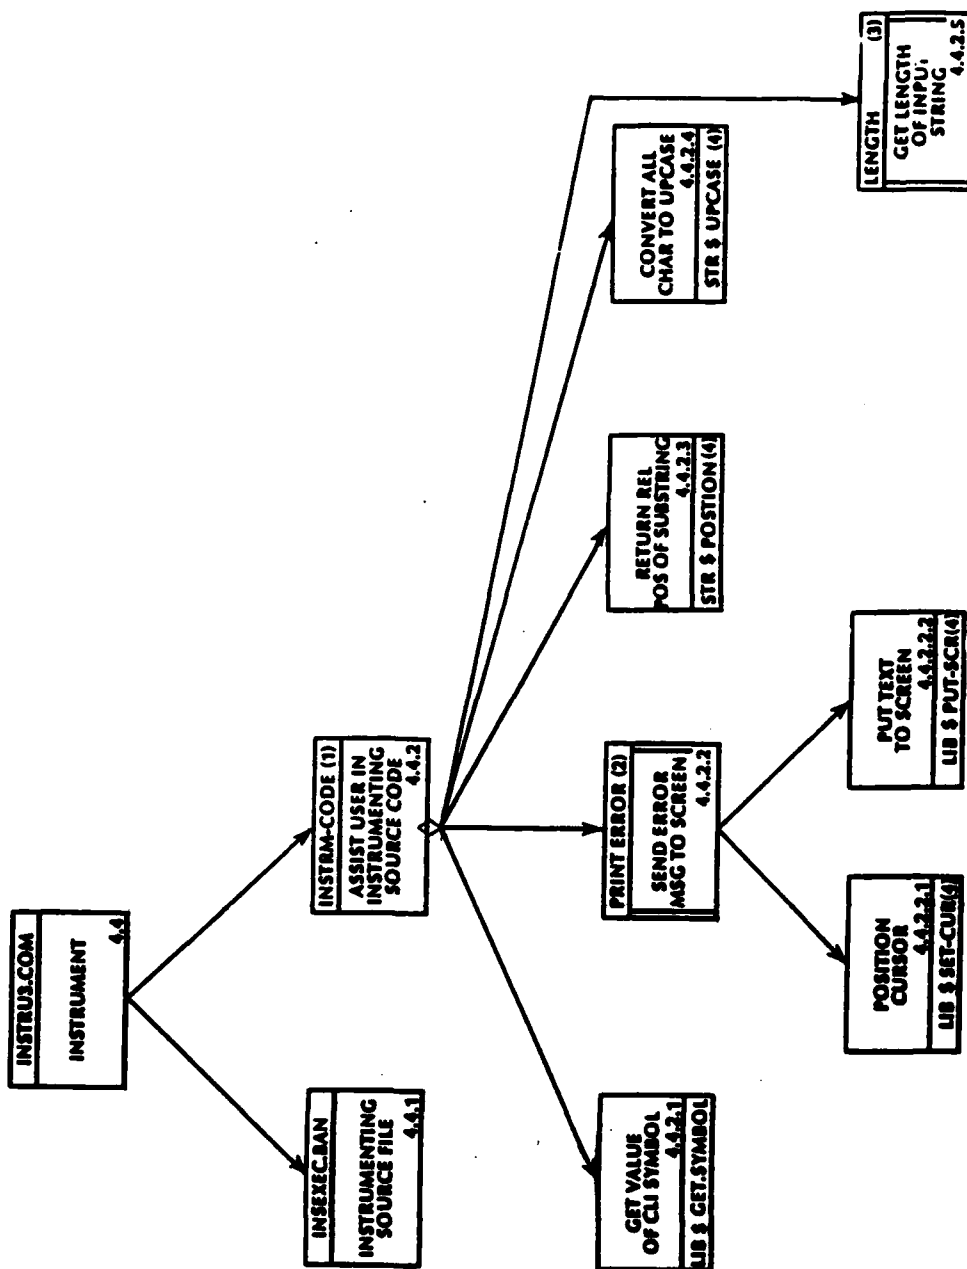 INSTRUS.COM
INSTRUMENT
4.4
INSEXEC.BAN
INSTRUMENTING
SOURCE FILE
4.4.1
INSTRM-CODE (1)
ASSIST USER IN
INSTRUMENTING
SOURCE CODE
4.4.2
GET VALUE
OF CLI SYMBOL
4.4.2.1
LIB $ GET.SYMBOL
PRINT ERROR (2)
SEND ERROR
MSG TO SCREEN
4.4.2.2
RETURN REL
POS OF SUBSTRING
4.4.2.3
STR $ POSTION(4)
CONVERT ALL
CHAR TO UPCASE
4.4.2.4
STR $ UPCASE (4)
POSITION
CURSOR
4.4.2.2.1
LIB $ SET-CUR(4)
PUT TEXT
TO SCREEN
4.4.2.2.2
LIB $ PUT-SCR(4)
LENGTH (3)
GET LENGTH
OF INPUT
STRING
4.4.2.5